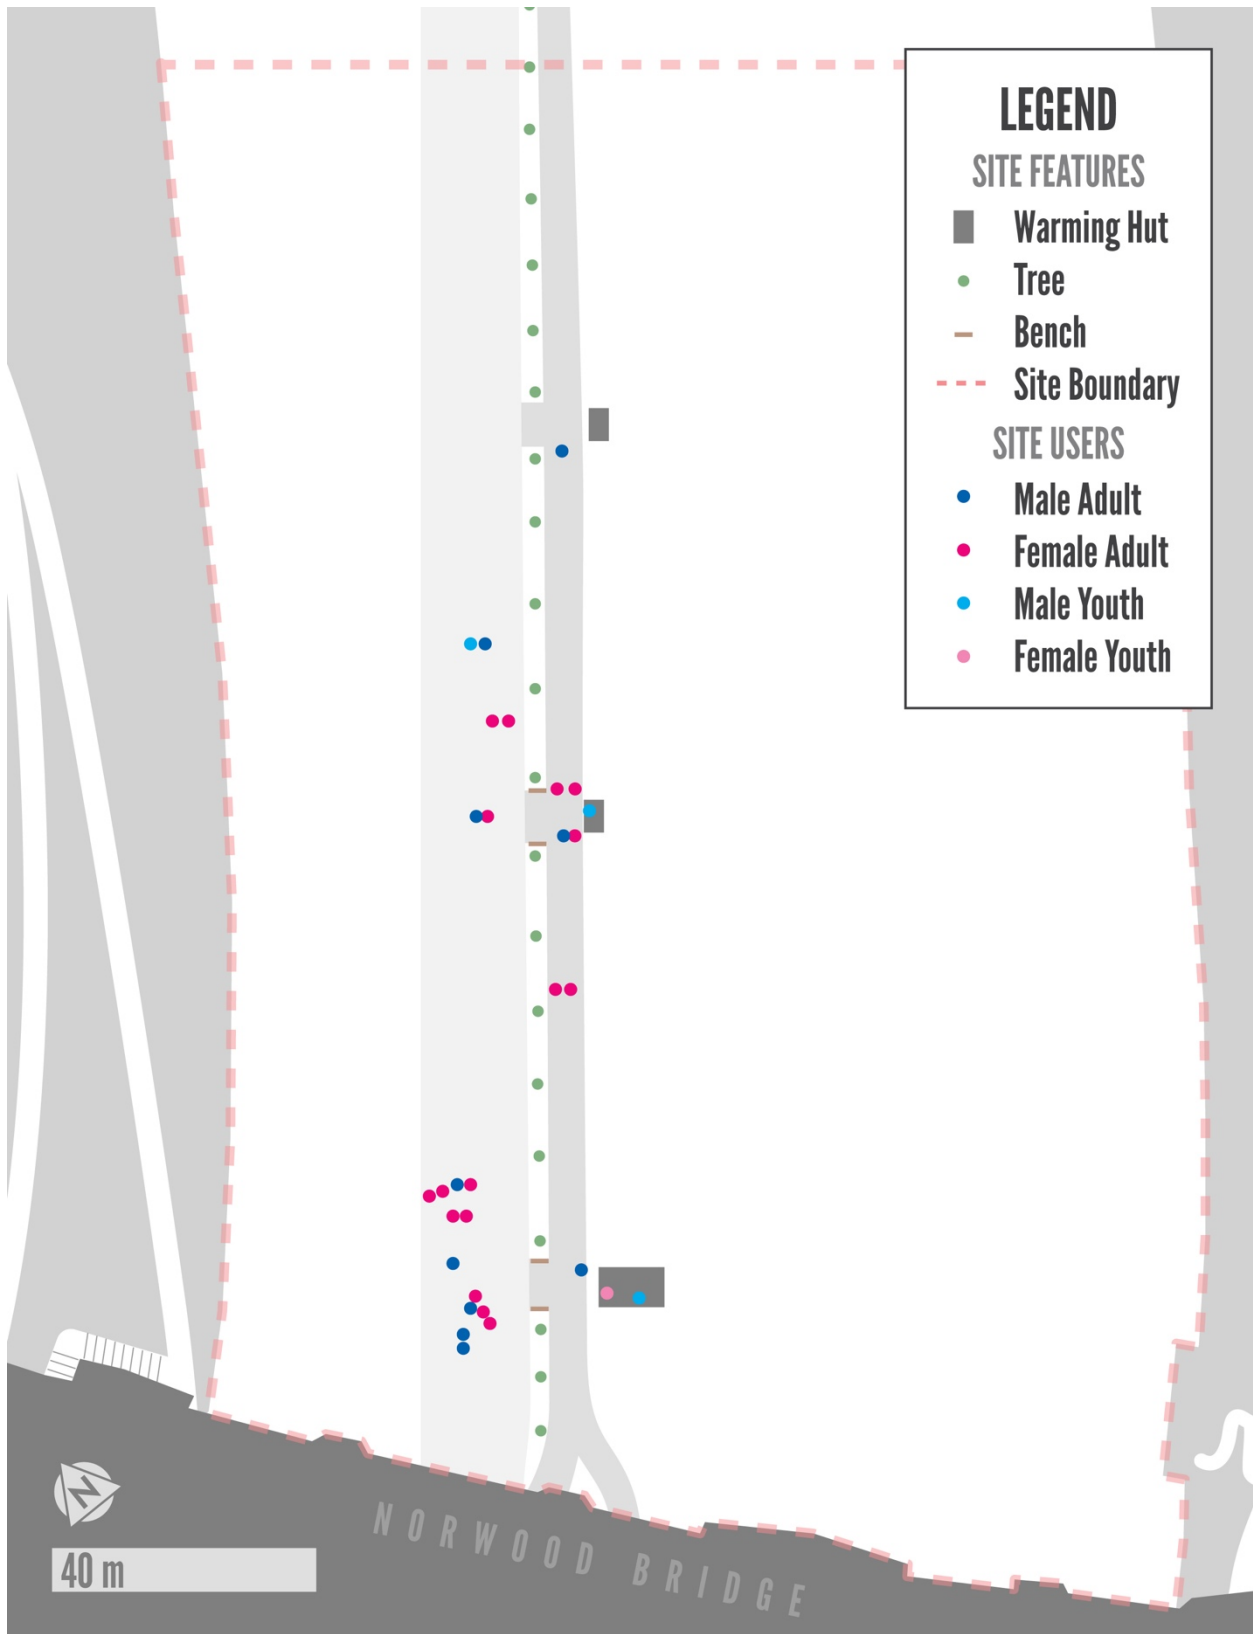 LEGEND
SITE FEATURES
Warming Hut
Tree
Bench
Site Boundary
SITE USERS
Male Adult
Female Adult
Male Youth
Female Youth
N
40 m
NORWOOD BRIDGE